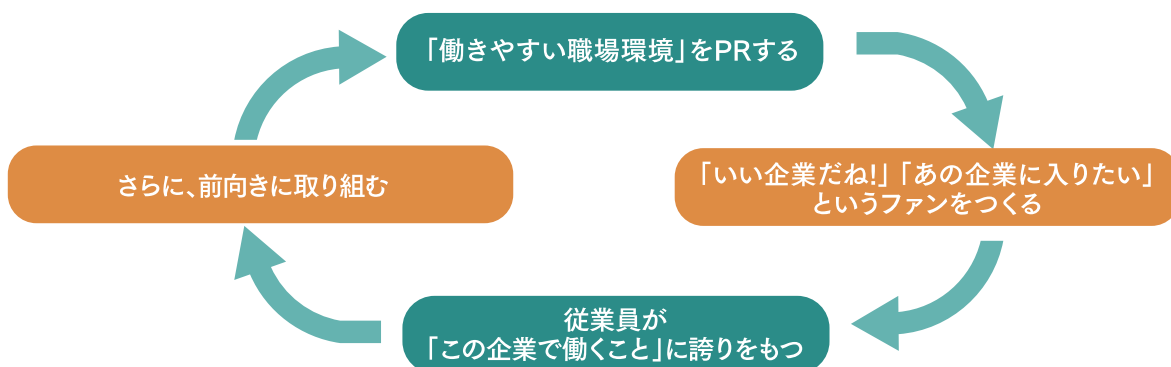 「働きやすい職場環境」をPRする
「いい企業だね!」「あの企業に入りたい」
というファンをつくる
従業員が
「この企業で働くこと」に誇りをもつ
さらに、前向きに取り組む